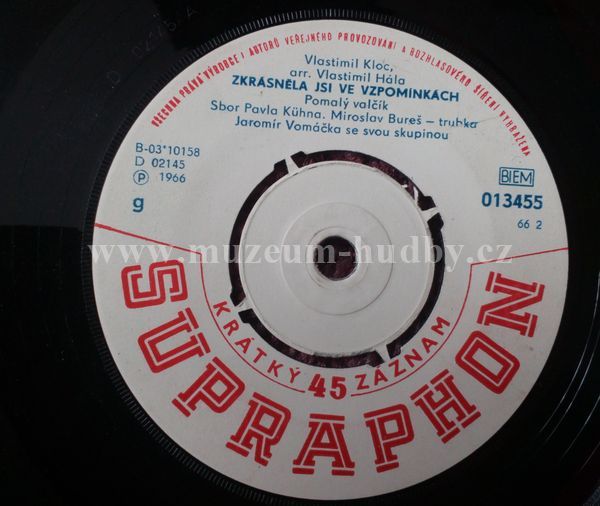 VŠECHNA PRÁVA VÝROBCE I AUTORŮ VEŘEJNÉHO PROVOZOVÁNÍ A ROZHLASOVÉHO ŠÍŘENÍ VYHRAŽENA
Vlastimil Kloc,
arr. Vlastimil Hála
ZKRÁSNĚLA JSI VE VZPOMÍNKÁCH
Pomalý valčík
Sbor Pavla Kühna. Miroslav Bureš – trubka
Jaromír Vomáčka se svou skupinou
B-03*10158
D 02145
Ⓟ 1966
g
BIEM
013455
66 2
www.muzeum-hudby.cz
KRÁTKÝ 45 ZÁZNAM
SUPRAPHON